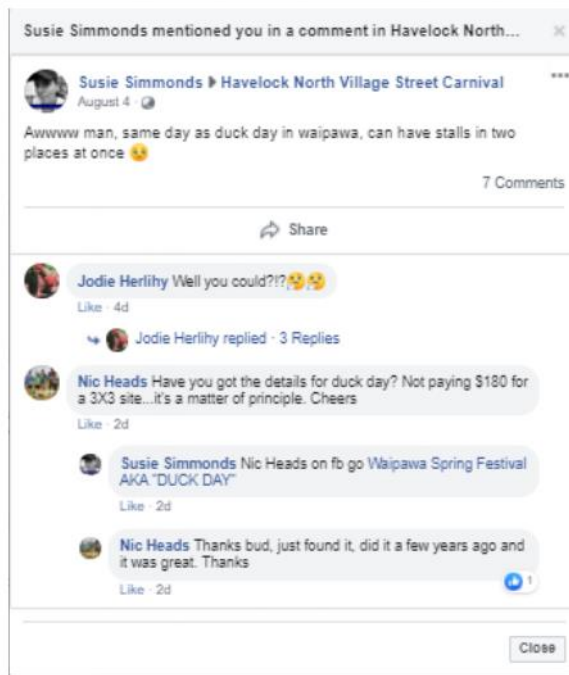 Susie Simmonds mentioned you in a comment in Havelock North...
Susie Simmonds ▶ Havelock North Village Street Carnival
August 4 ·
Awwww man, same day as duck day in waipawa, can have stalls in two
places at once 😟
7 Comments
Share
Jodie Herlihy Well you could?!?🤔🤔
Like · 4d
Jodie Herlihy replied · 3 Replies
Nic Heads Have you got the details for duck day? Not paying $180 for
a 3X3 site...it's a matter of principle. Cheers
Like · 2d
Susie Simmonds Nic Heads on fb go Waipawa Spring Festival
AKA "DUCK DAY"
Like · 2d
Nic Heads Thanks bud, just found it, did it a few years ago and
it was great. Thanks
1
Like · 2d
Close